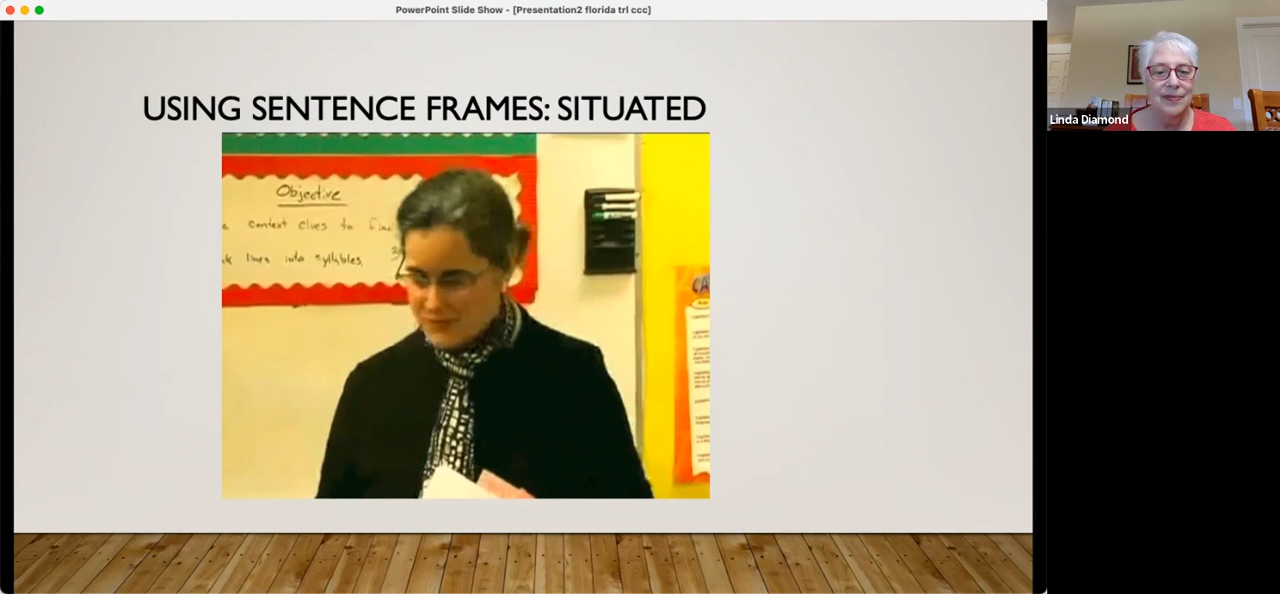 PowerPoint Slide Show - [Presentation2 florida trl ccc]
USING SENTENCE FRAMES: SITUATED
Objective
context clues to
lines into syllables
CA
Linda Diamond